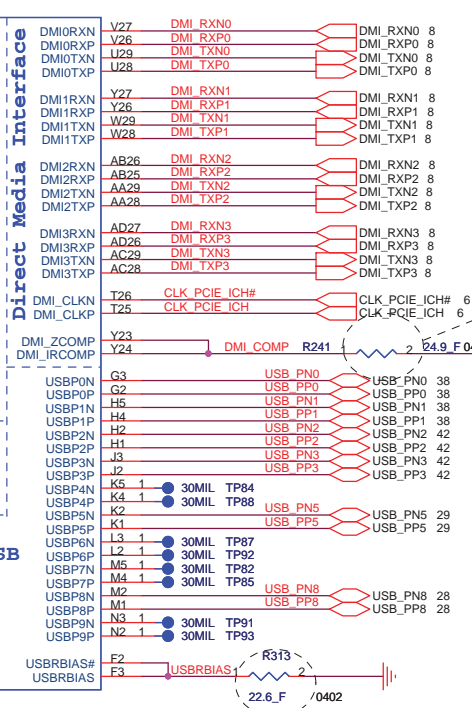 Direct Media Interface
DMI0RXN V27 DMI_RXN0 DMI_RXN0 8
DMI0RXP V26 DMI_RXP0 DMI_RXP0 8
DMI0TXN U29 DMI_TXN0 DMI_TXN0 8
DMI0TXP U28 DMI_TXP0 DMI_TXP0 8
DMI1RXN Y27 DMI_RXN1 DMI_RXN1 8
DMI1RXP Y26 DMI_RXP1 DMI_RXP1 8
DMI1TXN W29 DMI_TXN1 DMI_TXN1 8
DMI1TXP W28 DMI_TXP1 DMI_TXP1 8
DMI2RXN AB26 DMI_RXN2 DMI_RXN2 8
DMI2RXP AB25 DMI_RXP2 DMI_RXP2 8
DMI2TXN AA29 DMI_TXN2 DMI_TXN2 8
DMI2TXP AA28 DMI_TXP2 DMI_TXP2 8
DMI3RXN AD27 DMI_RXN3 DMI_RXN3 8
DMI3RXP AD26 DMI_RXP3 DMI_RXP3 8
DMI3TXN AC29 DMI_TXN3 DMI_TXN3 8
DMI3TXP AC28 DMI_TXP3 DMI_TXP3 8
DMI_CLKN T26 CLK_PCIE_ICH# CLK_PCIE_ICH# 6
DMI_CLKP T25 CLK_PCIE_ICH CLK_PCIE_ICH 6
DMI_ZCOMP Y23
DMI_IRCOMP Y24 DMI_COMP R241 1 2 24.9_F 04
USBP0N G3 USB_PN0 USB_PN0 38
USBP0P G2 USB_PP0 USB_PP0 38
USBP1N H5 USB_PN1 USB_PN1 38
USBP1P H4 USB_PP1 USB_PP1 38
USBP2N H2 USB_PN2 USB_PN2 42
USBP2P H1 USB_PP2 USB_PP2 42
USBP3N J3 USB_PN3 USB_PN3 42
USBP3P J2 USB_PP3 USB_PP3 42
USBP4N K5 1 30MIL TP84
USBP4P K4 1 30MIL TP88
USBP5N K2 USB_PN5 USB_PN5 29
USBP5P K1 USB_PP5 USB_PP5 29
USBP6N L3 1 30MIL TP87
SB USBP6P L2 1 30MIL TP92
USBP7N M5 1 30MIL TP82
USBP7P M4 1 30MIL TP85
USBP8N M2 USB_PN8 USB_PN8 28
USBP8P M1 USB_PP8 USB_PP8 28
USBP9N N3 1 30MIL TP91
USBP9P N2 1 30MIL TP93
R313
USBRBIAS# F2
USBRBIAS F3 USBRBIAS 1 2
22.6_F 0402